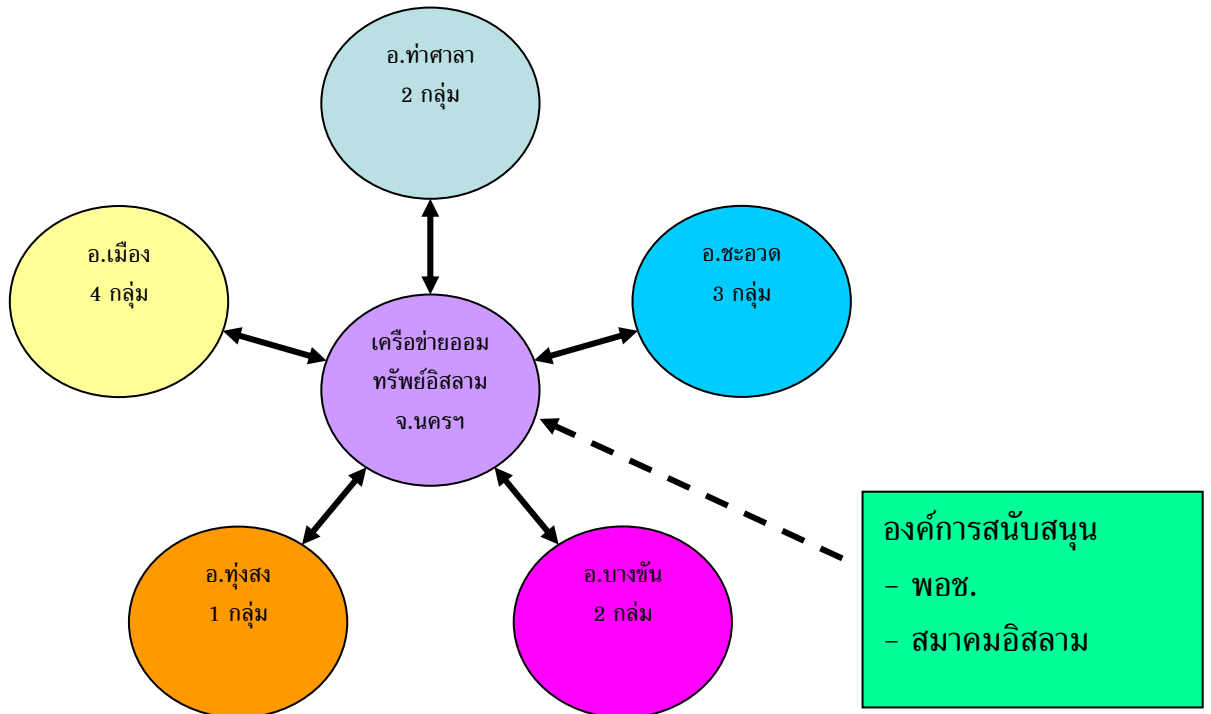 อ.ท่าศาลา
2 กลุ่ม
อ.เมือง
4 กลุ่ม
อ.ชะอวด
3 กลุ่ม
เครือข่ายออม
ทรัพย์อิสลาม
จ.นครฯ
อ.ทุ่งสง
1 กลุ่ม
อ.บางขัน
2 กล่ม
องค์การสนับสนุน
- พอช.
- สมาคมอิสลาม